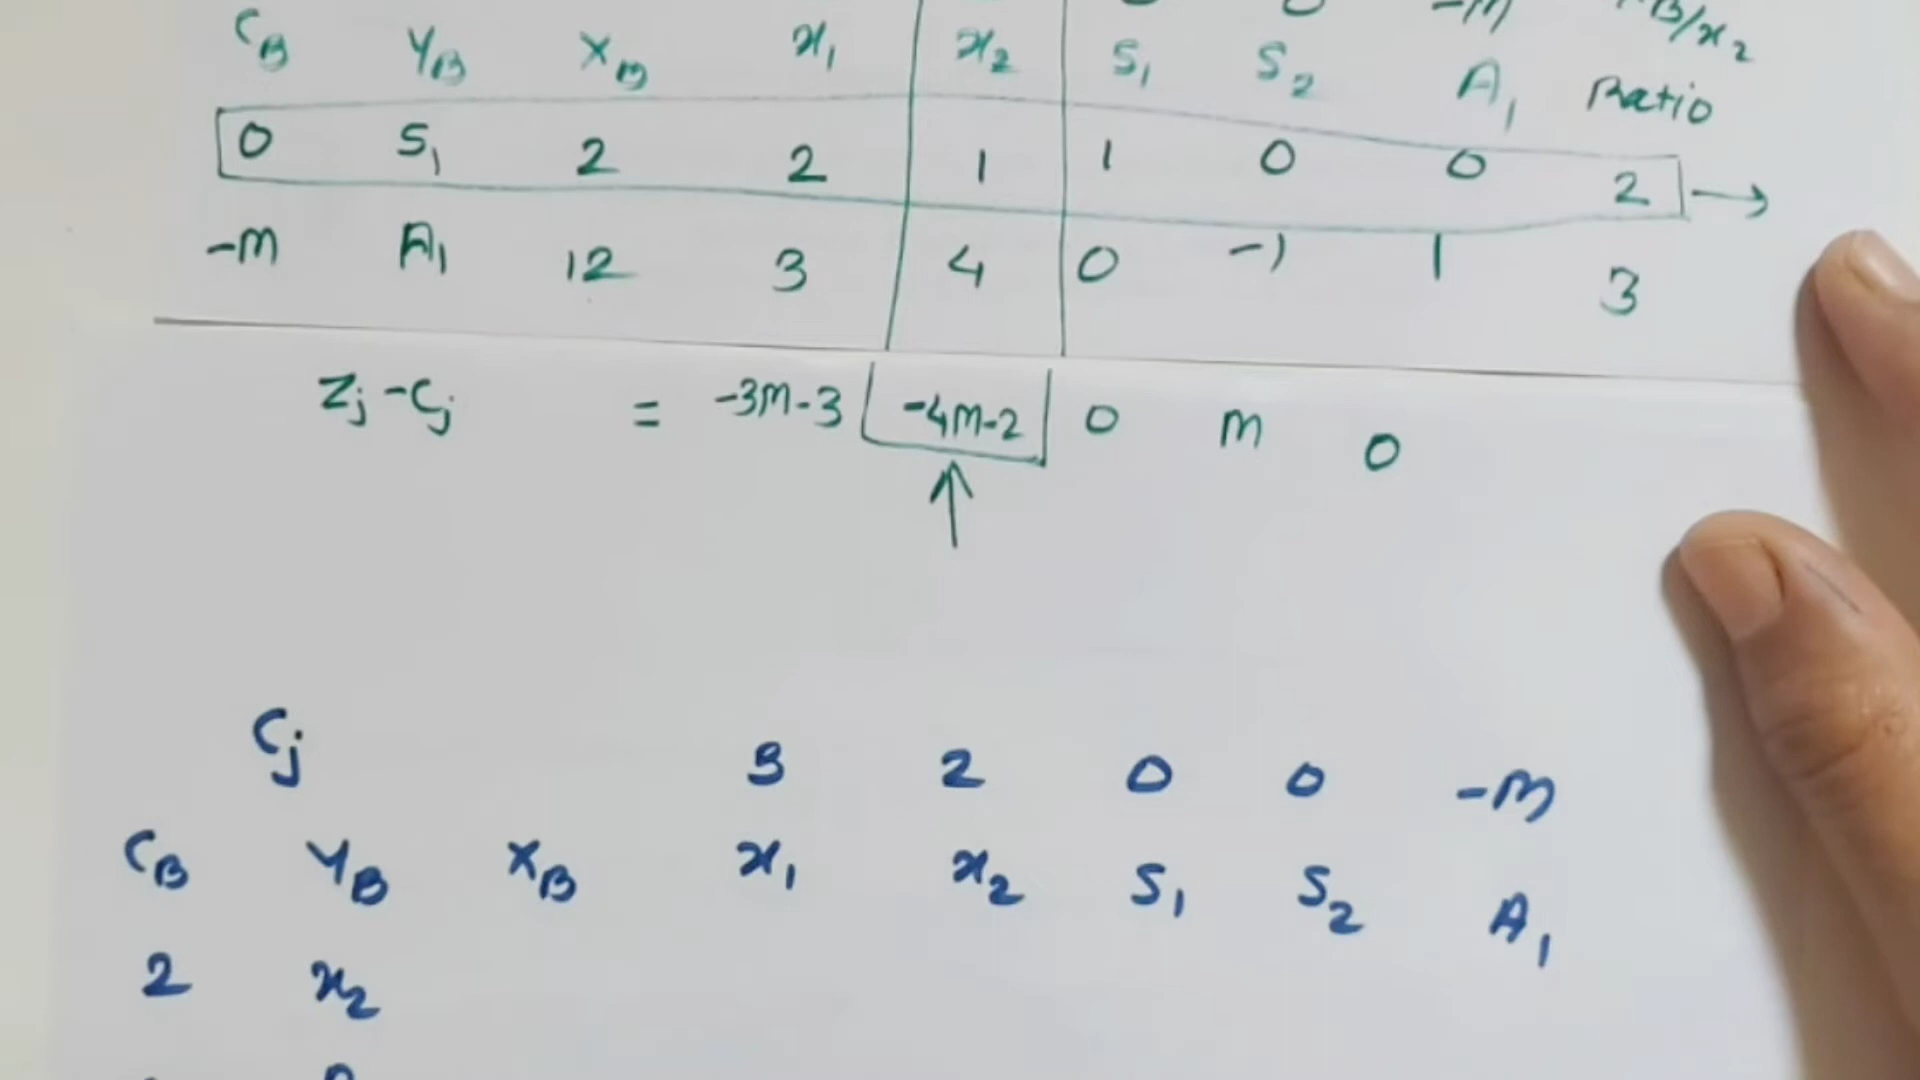 -M
C_B Y_B X_B x_1 x_2 S_1 S_2 A_1 Ratio
0 S_1 2 2 1 1 0 0 2 →
-M A_1 12 3 4 0 -1 1 3
Z_j - C_j = -3M-3 -4M-2 0 M 0
↑
C_j 3 2 0 0 -M
C_B Y_B X_B x_1 x_2 S_1 S_2 A_1
2 x_2